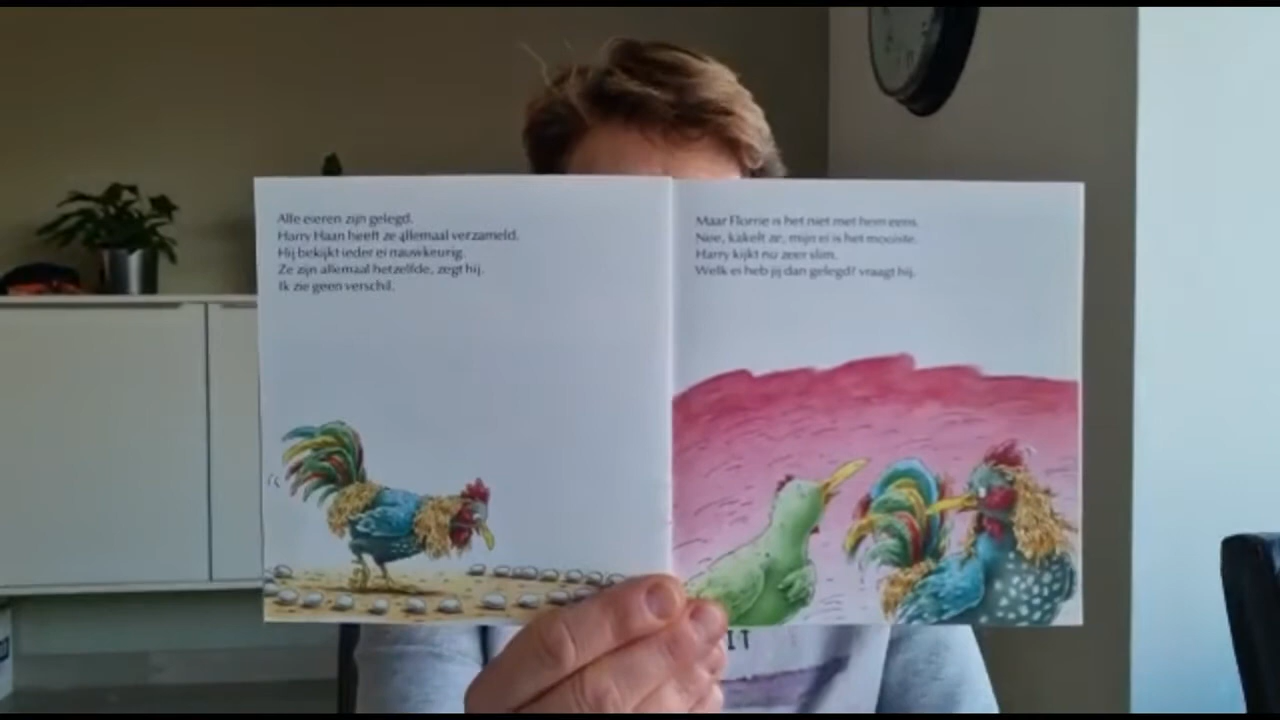 Alle eieren zijn gelegd.
Harry Haan heeft ze allemaal verzameld.
Hij bekijkt ieder ei nauwkeurig.
Ze zijn allemaal hetzelfde, zegt hij.
Ik zie geen verschil.
Maar Florrie is het niet met hem eens.
Nee, kakelt ze, mijn ei is het mooiste.
Harry kijkt nu zeer slim.
Welk ei heb jij dan gelegd? vraagt hij.
IT